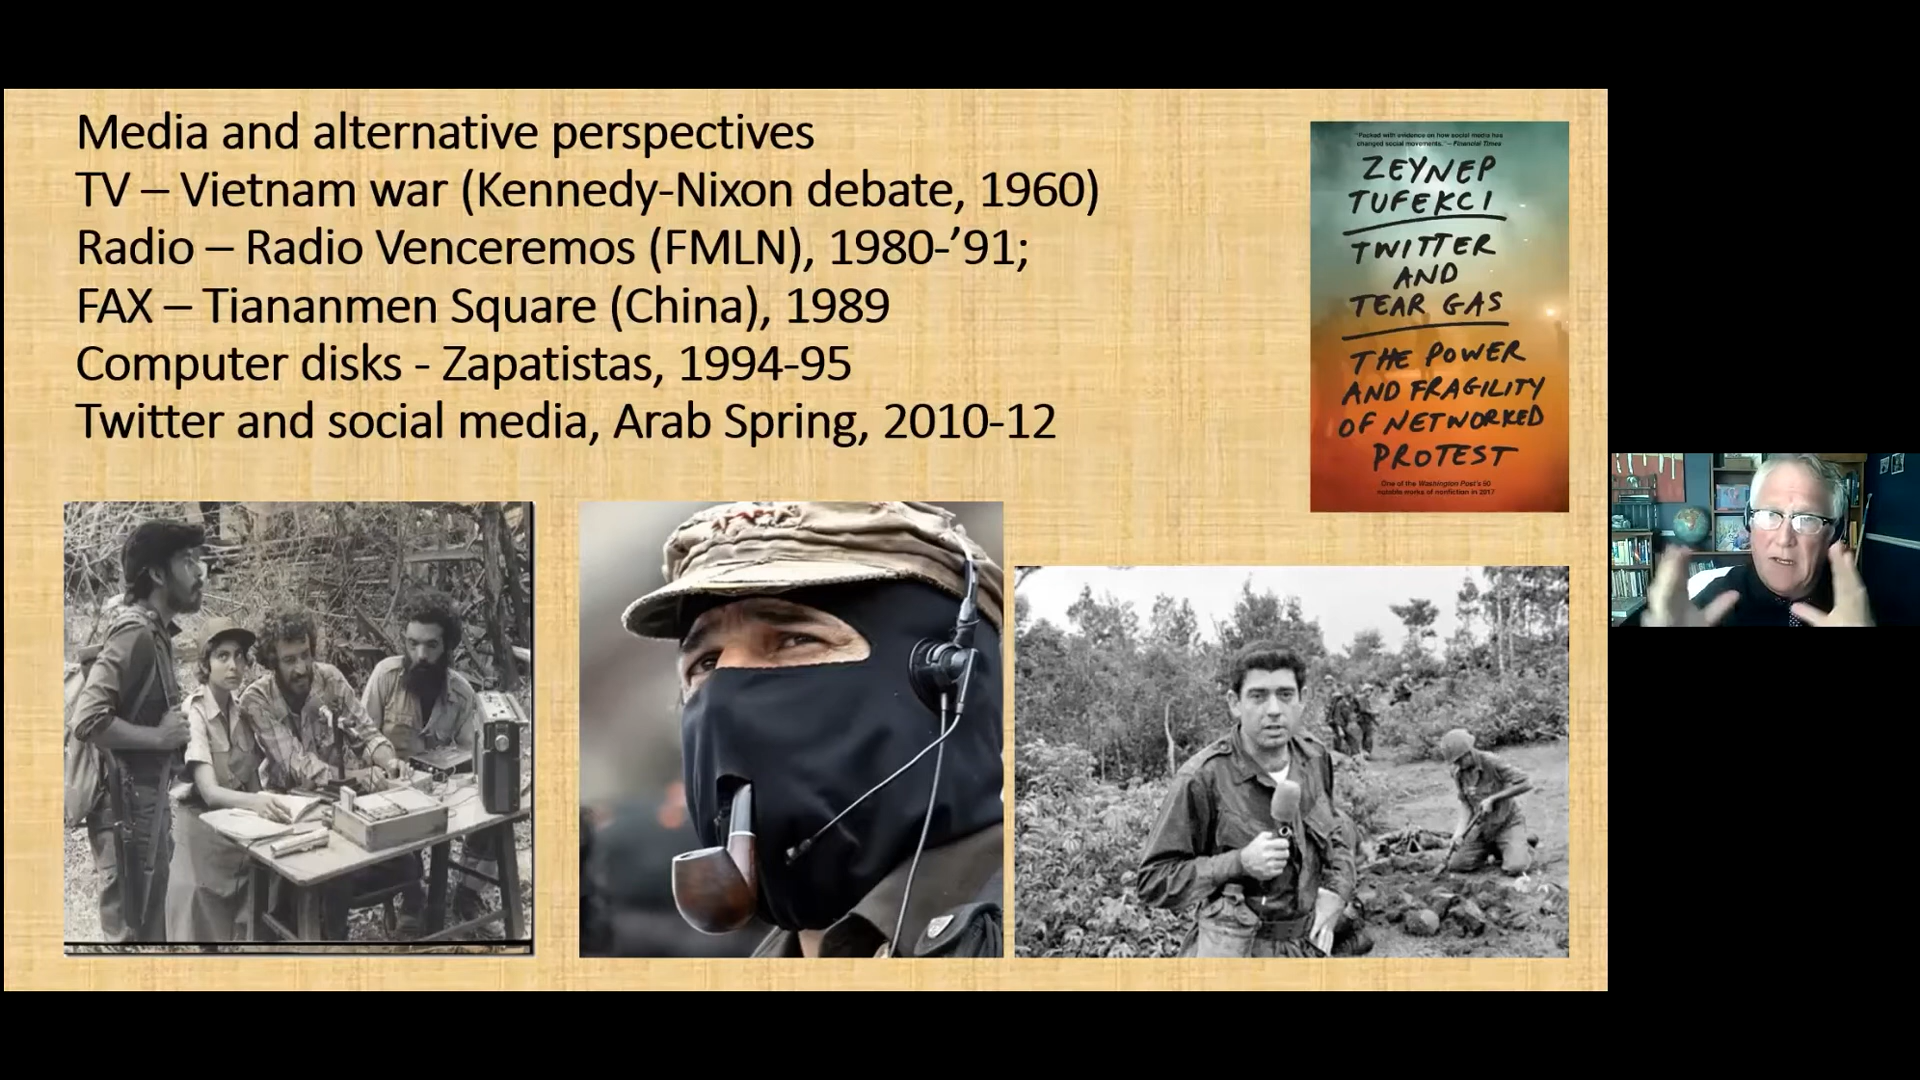 Media and alternative perspectives
TV – Vietnam war (Kennedy-Nixon debate, 1960)
Radio – Radio Venceremos (FMLN), 1980-’91;
FAX – Tiananmen Square (China), 1989
Computer disks - Zapatistas, 1994-95
Twitter and social media, Arab Spring, 2010-12
"Packed with evidence on how social media has
changed social movements." – Financial Times
ZEYNEP
TUFEKCI
TWITTER
AND
TEAR GAS
THE POWER
AND FRAGILITY
OF NETWORKED
PROTEST
One of the Washington Post's 50
notable works of nonfiction in 2017